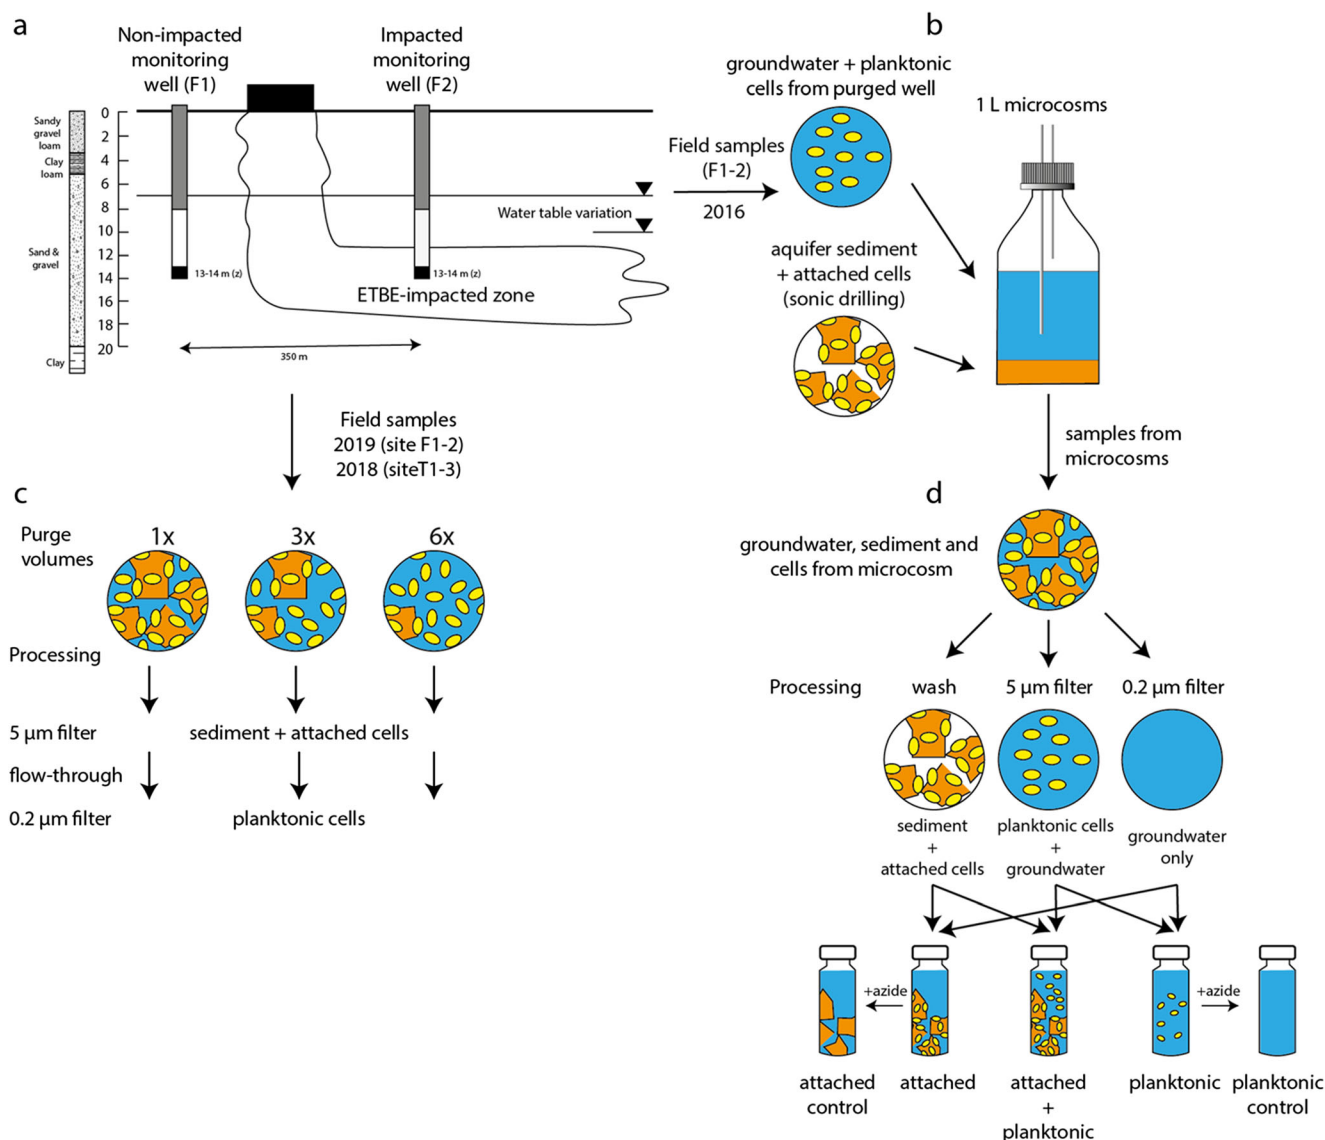 a
Non-impacted
monitoring
well (F1)
Impacted
monitoring
well (F2)
Sandy
gravel
loam
Clay
loam
Sand &
gravel
Clay
0
2
4
6
8
10
12
14
16
18
20
Water table variation
13-14 m (z)
13-14 m (z)
ETBE-impacted zone
350 m
Field samples
(F1-2)
2016
b
groundwater + planktonic
cells from purged well
1 L microcosms
aquifer sediment
+ attached cells
(sonic drilling)
samples from
microcosms
Field samples
2019 (site F1-2)
2018 (siteT1-3)
c
Purge
volumes
1x
3x
6x
Processing
5 µm filter
sediment + attached cells
flow-through
0.2 µm filter
planktonic cells
d
groundwater, sediment and
cells from microcosm
Processing
wash
5 µm filter
0.2 µm filter
sediment
+
attached cells
planktonic cells
+
groundwater
groundwater
only
+azide
+azide
attached
control
attached
attached
+
planktonic
planktonic
planktonic
control